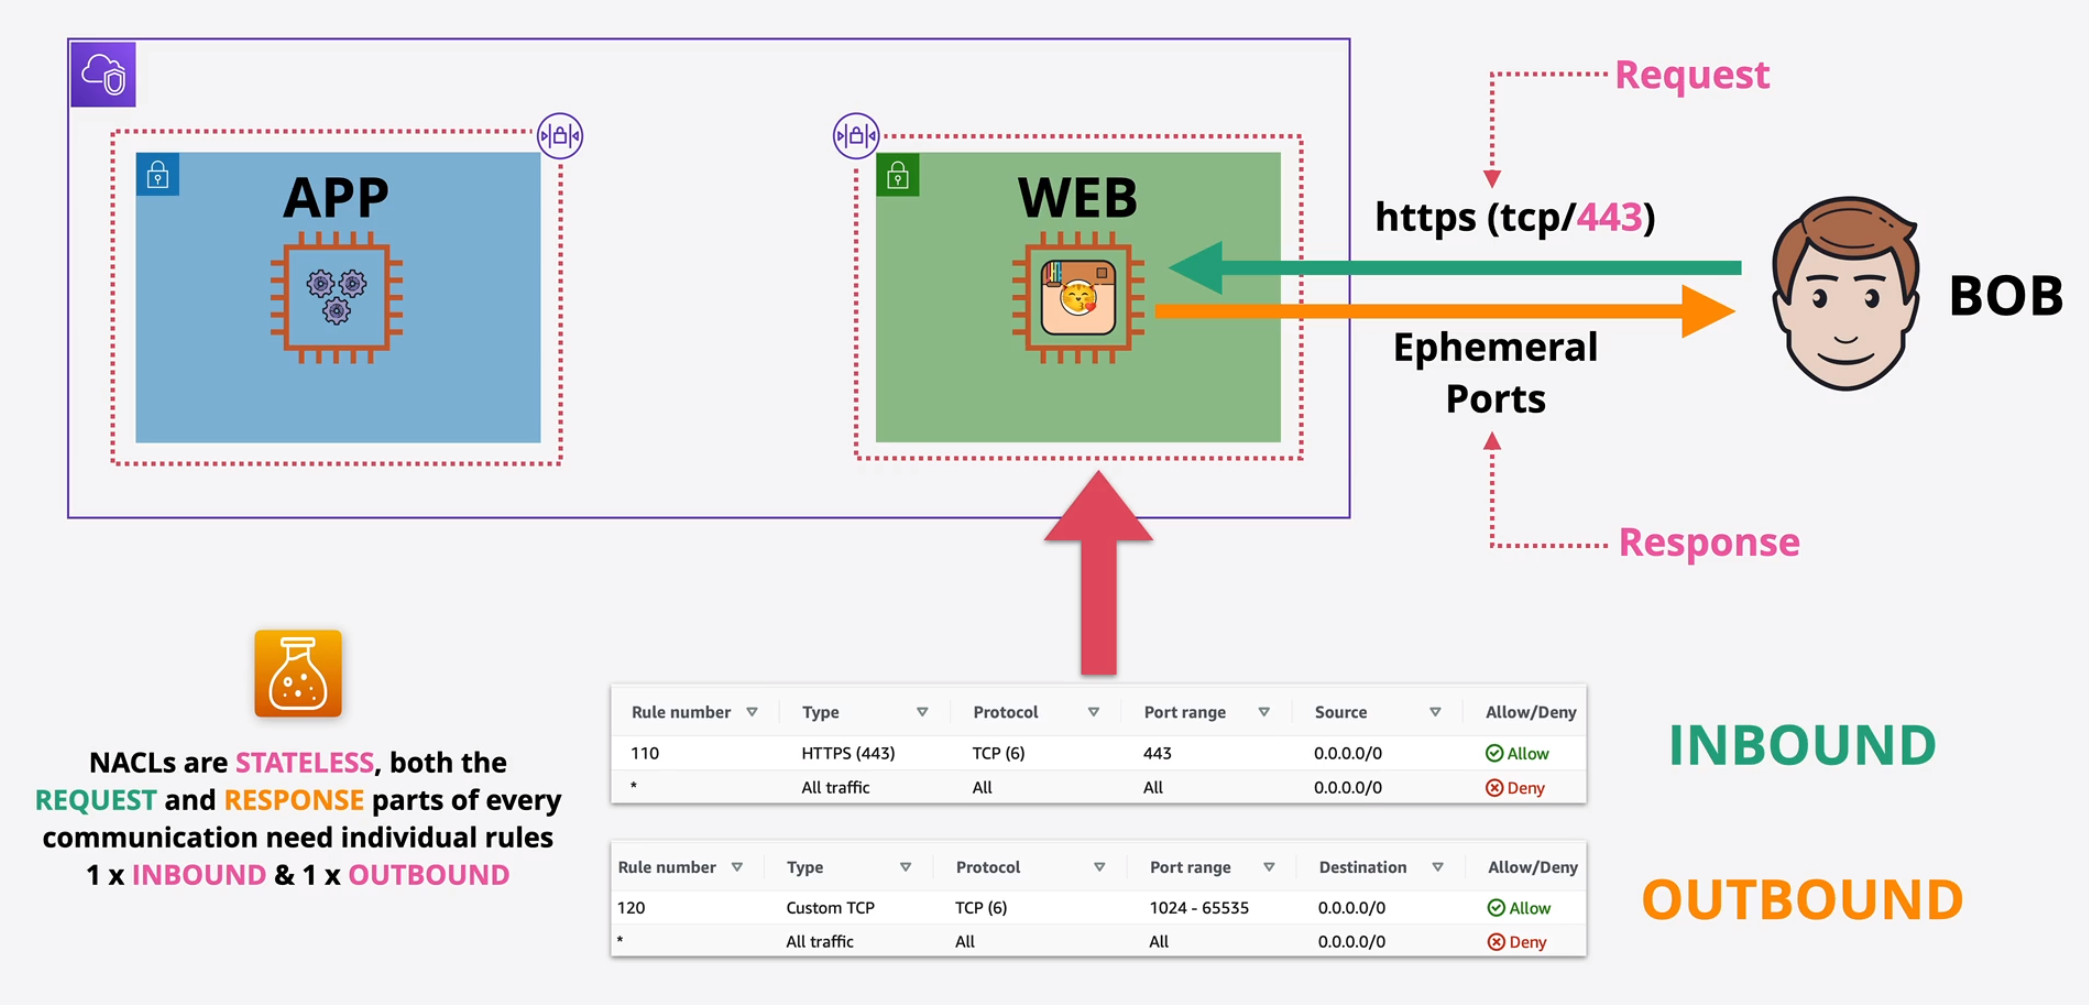 Request
APP
WEB
https (tcp/443)
BOB
Ephemeral
Ports
Response
NACLs are STATELESS, both the
REQUEST and RESPONSE parts of every
communication need individual rules
1 x INBOUND & 1 x OUTBOUND
Rule number Type Protocol Port range Source Allow/Deny
110 HTTPS (443) TCP (6) 443 0.0.0.0/0 Allow
* All traffic All All 0.0.0.0/0 Deny
INBOUND
Rule number Type Protocol Port range Destination Allow/Deny
120 Custom TCP TCP (6) 1024 - 65535 0.0.0.0/0 Allow
* All traffic All All 0.0.0.0/0 Deny
OUTBOUND